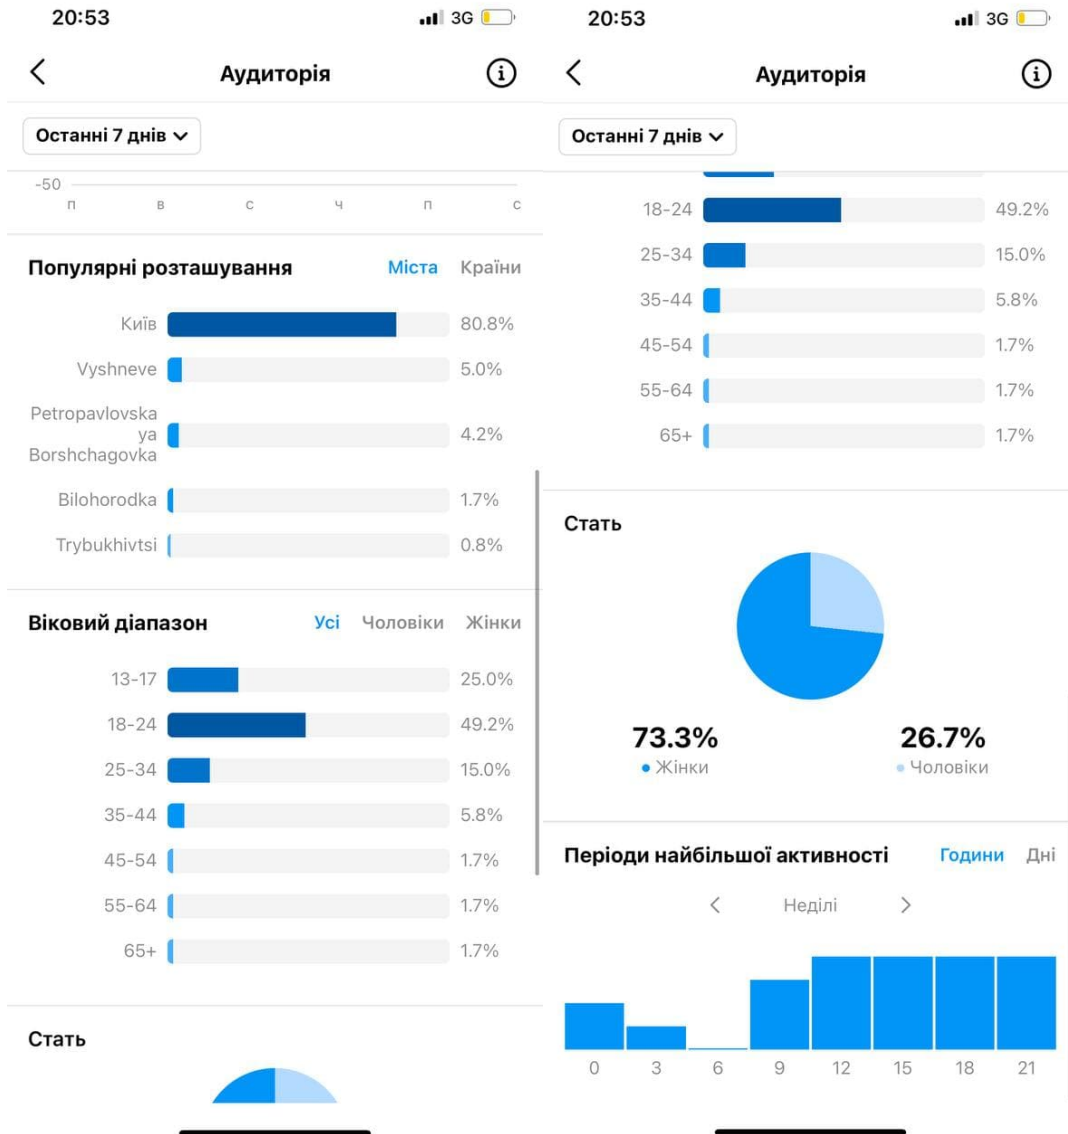 20:53
3G
Аудиторія
Останні 7 днів
-50
п в с ч п с
Популярні розташування Міста Країни
Київ 80.8%
Vyshneve 5.0%
Petropavlovska
ya
Borshchagovka
4.2%
Bilohorodka 1.7%
Trybukhivtsi 0.8%
Віковий діапазон Усі Чоловіки Жінки
13-17 25.0%
18-24 49.2%
25-34 15.0%
35-44 5.8%
45-54 1.7%
55-64 1.7%
65+ 1.7%
Стать
20:53
3G
Аудиторія
Останні 7 днів
18-24 49.2%
25-34 15.0%
35-44 5.8%
45-54 1.7%
55-64 1.7%
65+ 1.7%
Стать
73.3% 26.7%
Жінки Чоловіки
Періоди найбільшої активності Години Дні
Неділі
0 3 6 9 12 15 18 21